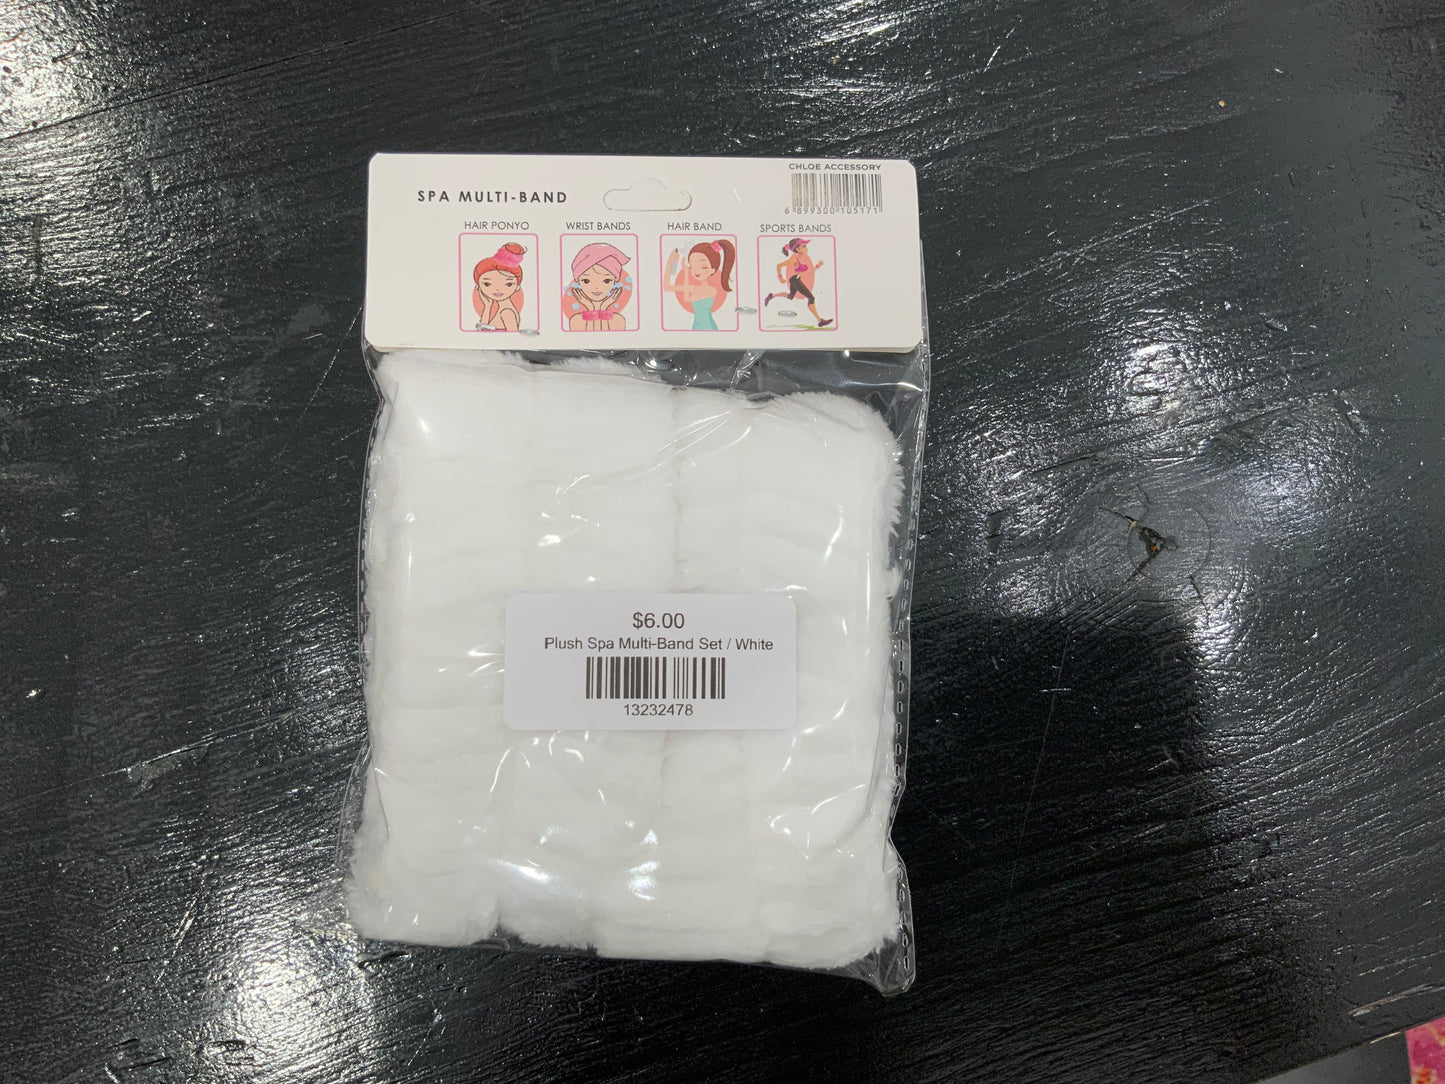 SPA MULTI-BAND
CHLOE ACCESSORY
6 899300 105171
HAIR PONYO
WRIST BANDS
HAIR BAND
SPORTS BANDS
$6.00
Plush Spa Multi-Band Set / White
13232478